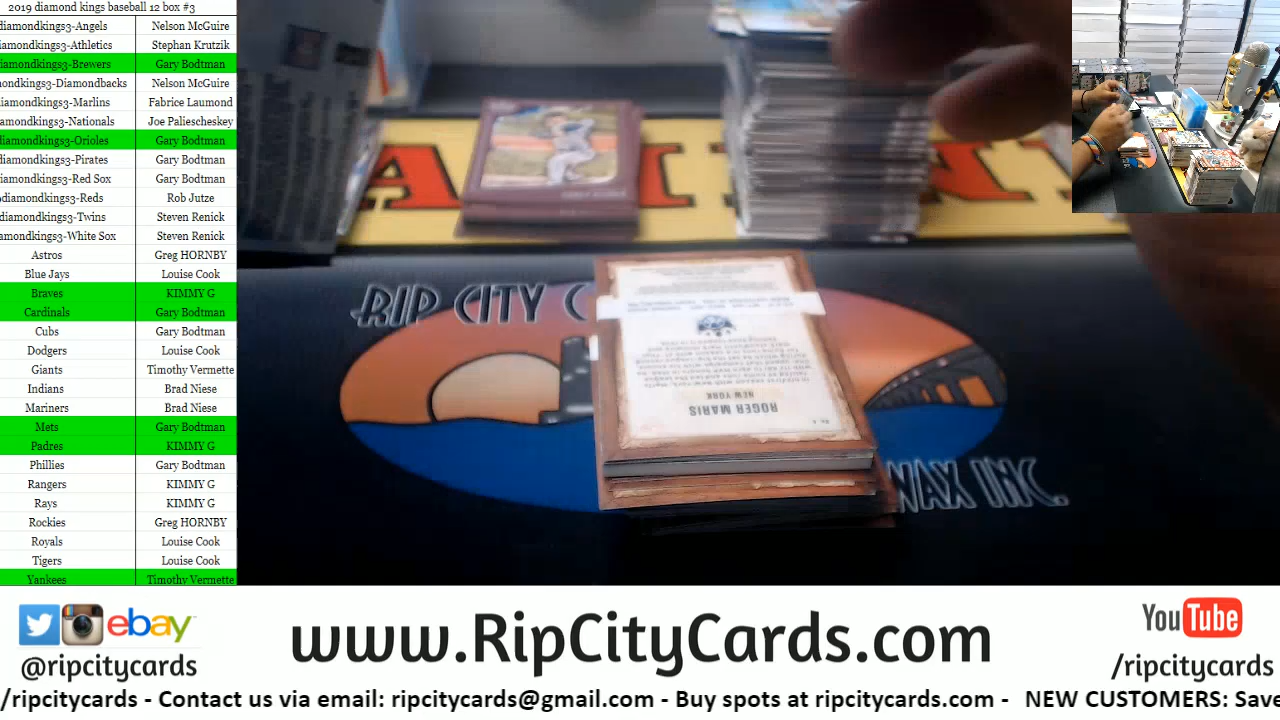 2019 diamond kings baseball 12 box #3
diamondkings3-Angels Nelson McGuire
iamondkings3-Athletics Stephan Krutzik
diamondkings3-Brewers Gary Bodtman
mondkings3-Diamondbacks Nelson McGuire
iamondkings3-Marlins Fabrice Laumond
amondkings3-Nationals Joe Paliescheskey
diamondkings3-Orioles Gary Bodtman
diamondkings3-Pirates Gary Bodtman
iamondkings3-Red Sox Gary Bodtman
diamondkings3-Reds Rob Jutze
diamondkings3-Twins Steven Renick
amondkings3-White Sox Steven Renick
Astros Greg HORNBY
Blue Jays Louise Cook
Braves KIMMY G
Cardinals Gary Bodtman
Cubs Gary Bodtman
Dodgers Louise Cook
Giants Timothy Vermette
Indians Brad Niese
Mariners Brad Niese
Mets Gary Bodtman
Padres KIMMY G
Phillies Gary Bodtman
Rangers KIMMY G
Rays KIMMY G
Rockies Greg HORNBY
Royals Louise Cook
Tigers Louise Cook
Yankees Timothy Vermette
RIP CITY C
WAX INC.
NEW YORK
ROGER MARIS
ebay
@ripcitycards
www.RipCityCards.com
YouTube
/ripcitycards
/ripcitycards - Contact us via email: ripcitycards@gmail.com - Buy spots at ripcitycards.com - NEW CUSTOMERS: Save